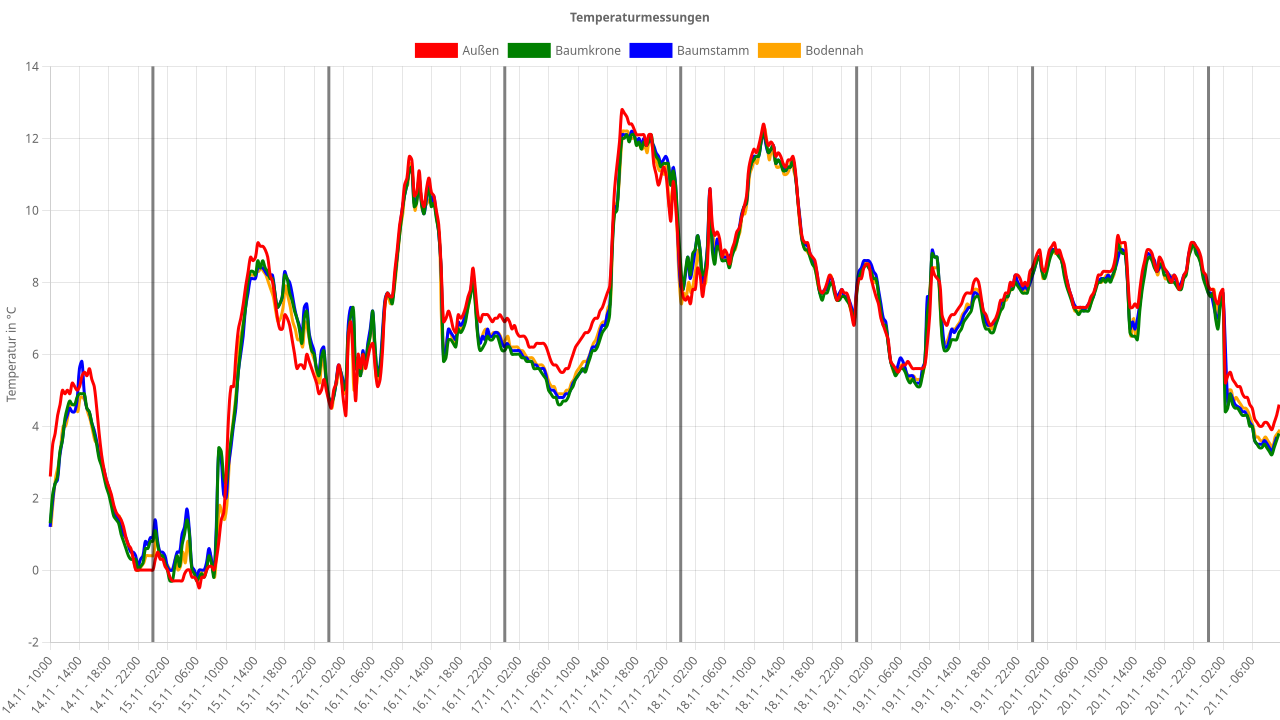 Temperaturmessungen
Außen Baumkrone Baumstamm Bodennah
Temperatur in °C
14
12
10
8
6
4
2
0
-2
14.11 - 10:00
14.11 - 14:00
14.11 - 18:00
14.11 - 22:00
15.11 - 02:00
15.11 - 06:00
15.11 - 10:00
15.11 - 14:00
15.11 - 18:00
15.11 - 22:00
16.11 - 02:00
16.11 - 06:00
16.11 - 10:00
16.11 - 14:00
16.11 - 18:00
16.11 - 22:00
17.11 - 02:00
17.11 - 06:00
17.11 - 10:00
17.11 - 14:00
17.11 - 18:00
17.11 - 22:00
18.11 - 02:00
18.11 - 06:00
18.11 - 10:00
18.11 - 14:00
18.11 - 18:00
18.11 - 22:00
19.11 - 02:00
19.11 - 06:00
19.11 - 10:00
19.11 - 14:00
19.11 - 18:00
19.11 - 22:00
20.11 - 02:00
20.11 - 06:00
20.11 - 10:00
20.11 - 14:00
20.11 - 18:00
20.11 - 22:00
21.11 - 02:00
21.11 - 06:00